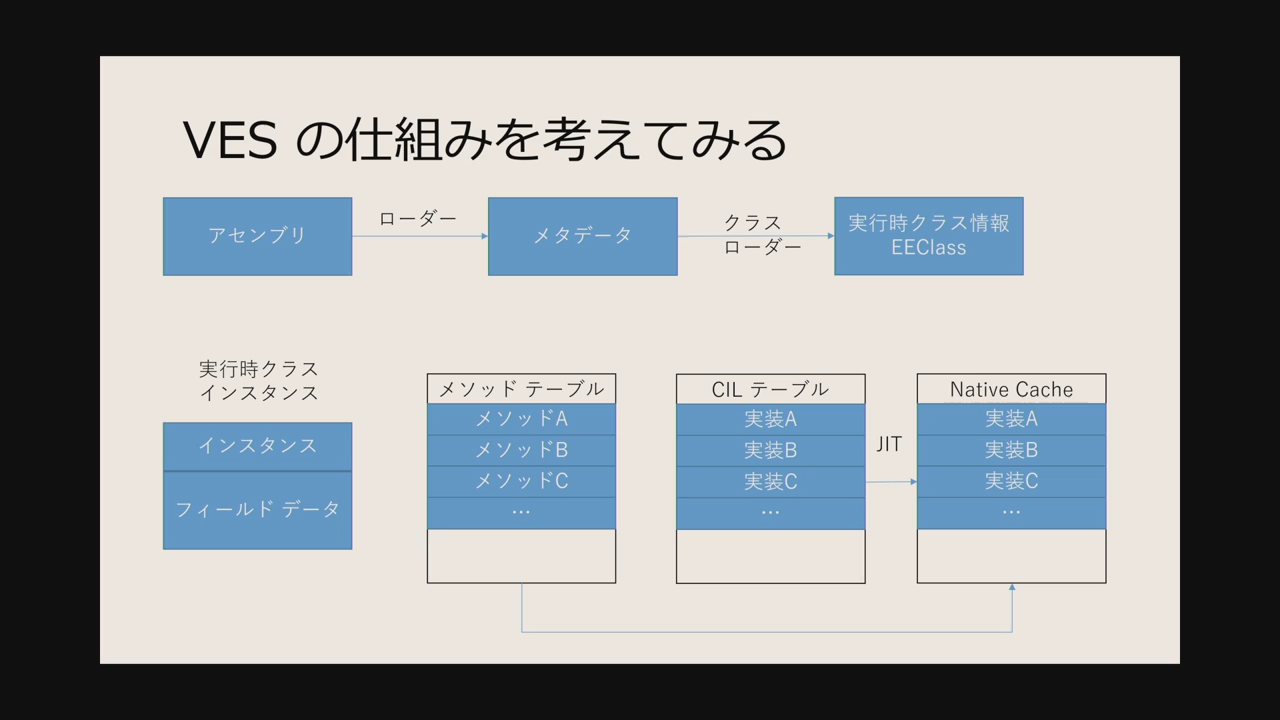 VES の仕組みを考えてみる
アセンブリ
ローダー
メタデータ
クラス
ローダー
実行時クラス情報
EEClass
実行時クラス
インスタンス
インスタンス
フィールド データ
メソッド テーブル
メソッドA
メソッドB
メソッドC
…
CIL テーブル
実装A
実装B
実装C
…
JIT
Native Cache
実装A
実装B
実装C
…